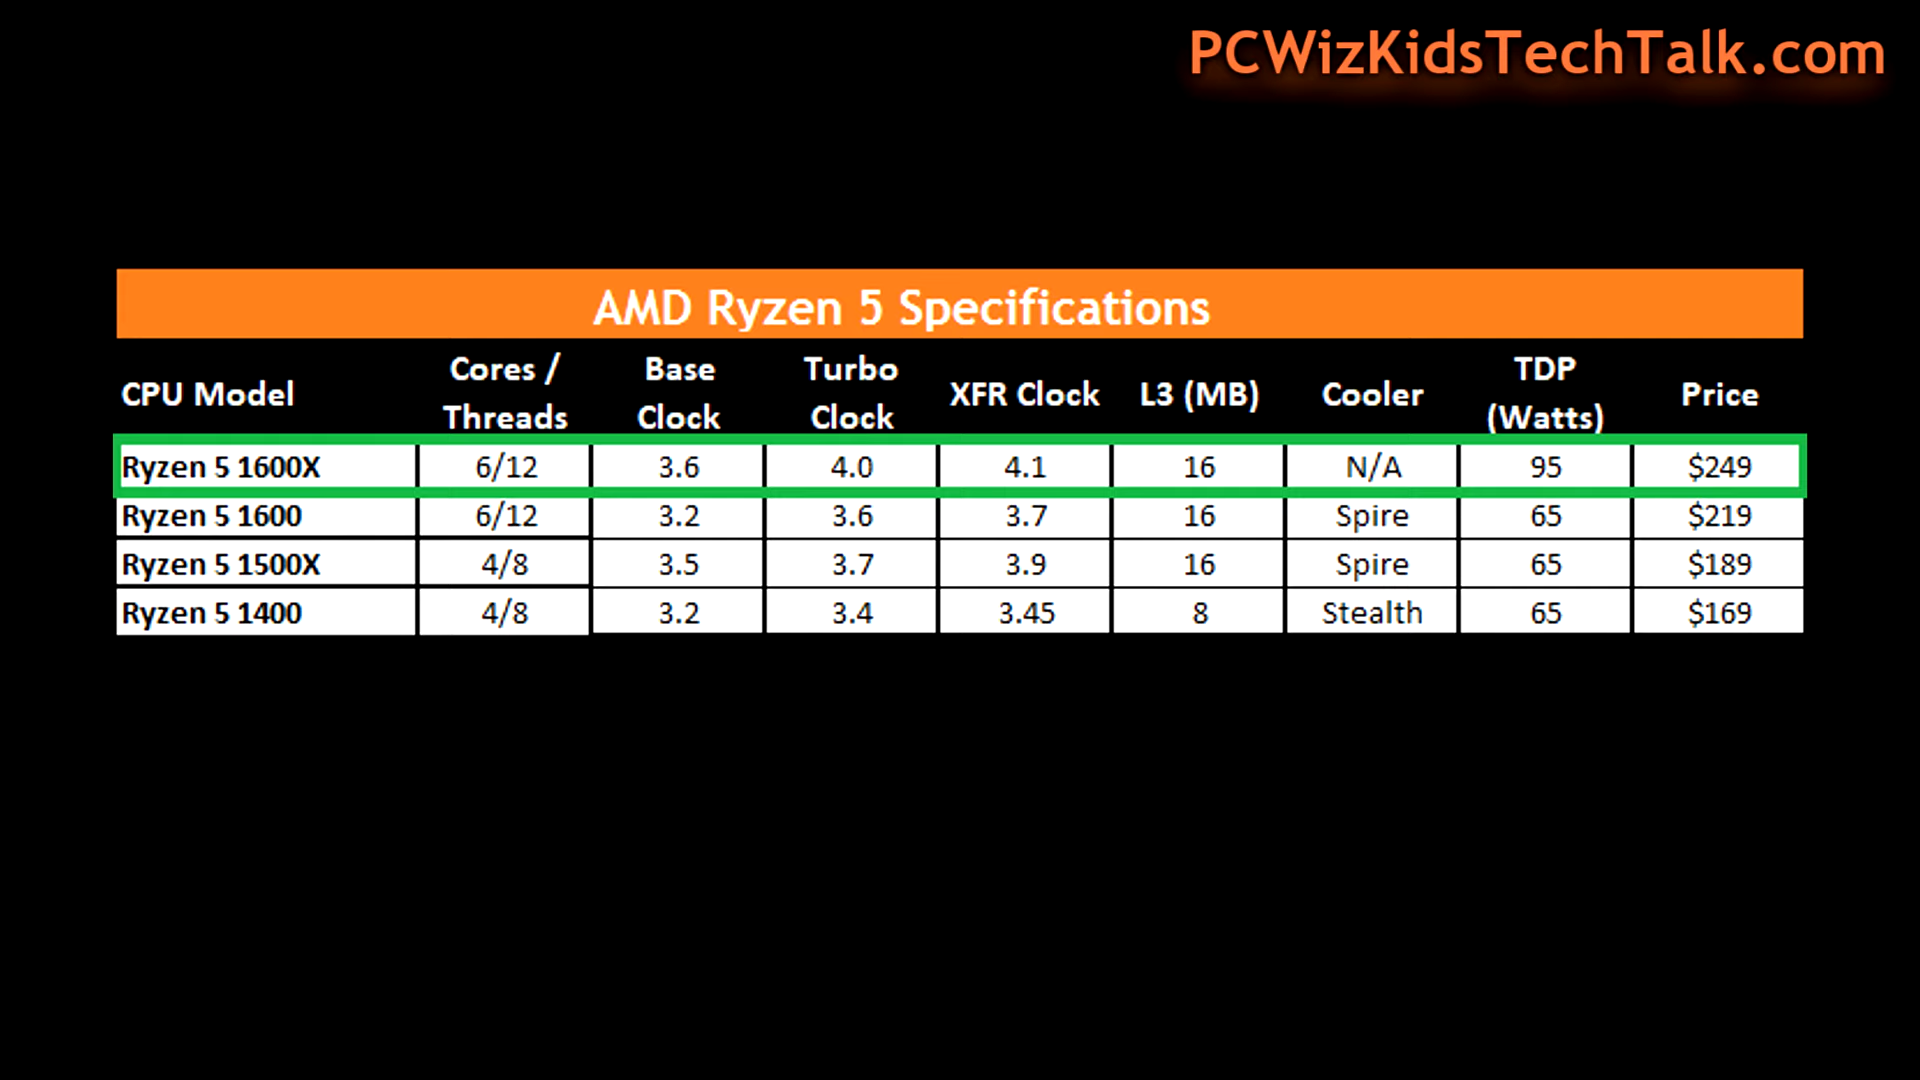 PCWizKidsTechTalk.com
AMD Ryzen 5 Specifications
CPU Model Cores / Threads Base Clock Turbo Clock XFR Clock L3 (MB) Cooler TDP (Watts) Price
Ryzen 5 1600X 6/12 3.6 4.0 4.1 16 N/A 95 $249
Ryzen 5 1600 6/12 3.2 3.6 3.7 16 Spire 65 $219
Ryzen 5 1500X 4/8 3.5 3.7 3.9 16 Spire 65 $189
Ryzen 5 1400 4/8 3.2 3.4 3.45 8 Stealth 65 $169